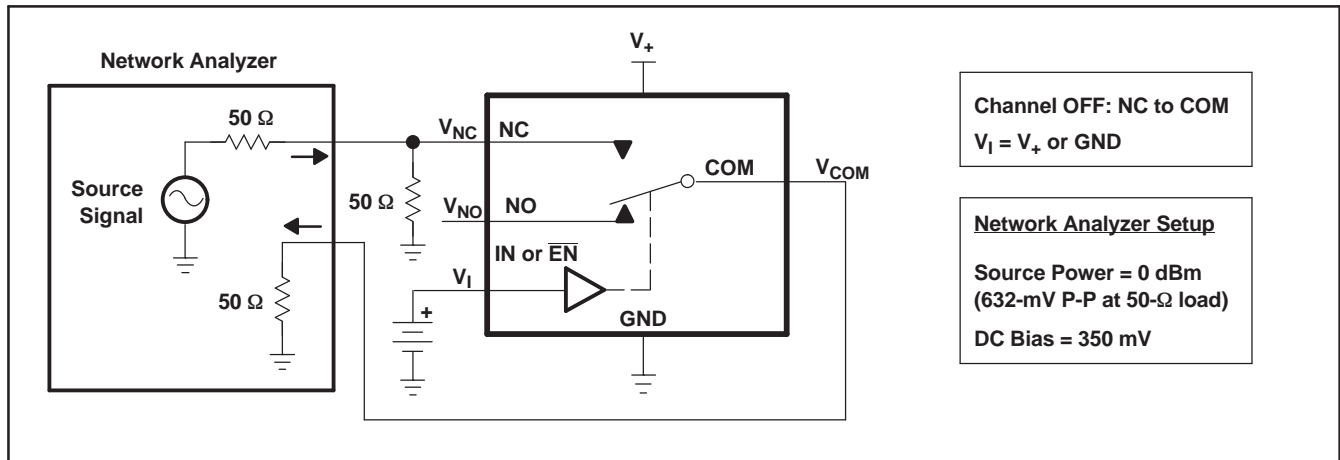 Network Analyzer
50 Ω
Source
Signal
50 Ω
50 Ω
V+
VNC
NC
VNO
NO
COM
VCOM
IN or E̅N̅
VI
+
GND
Channel OFF: NC to COM
VI = V+ or GND
Network Analyzer Setup
Source Power = 0 dBm
(632-mV P-P at 50-Ω load)
DC Bias = 350 mV